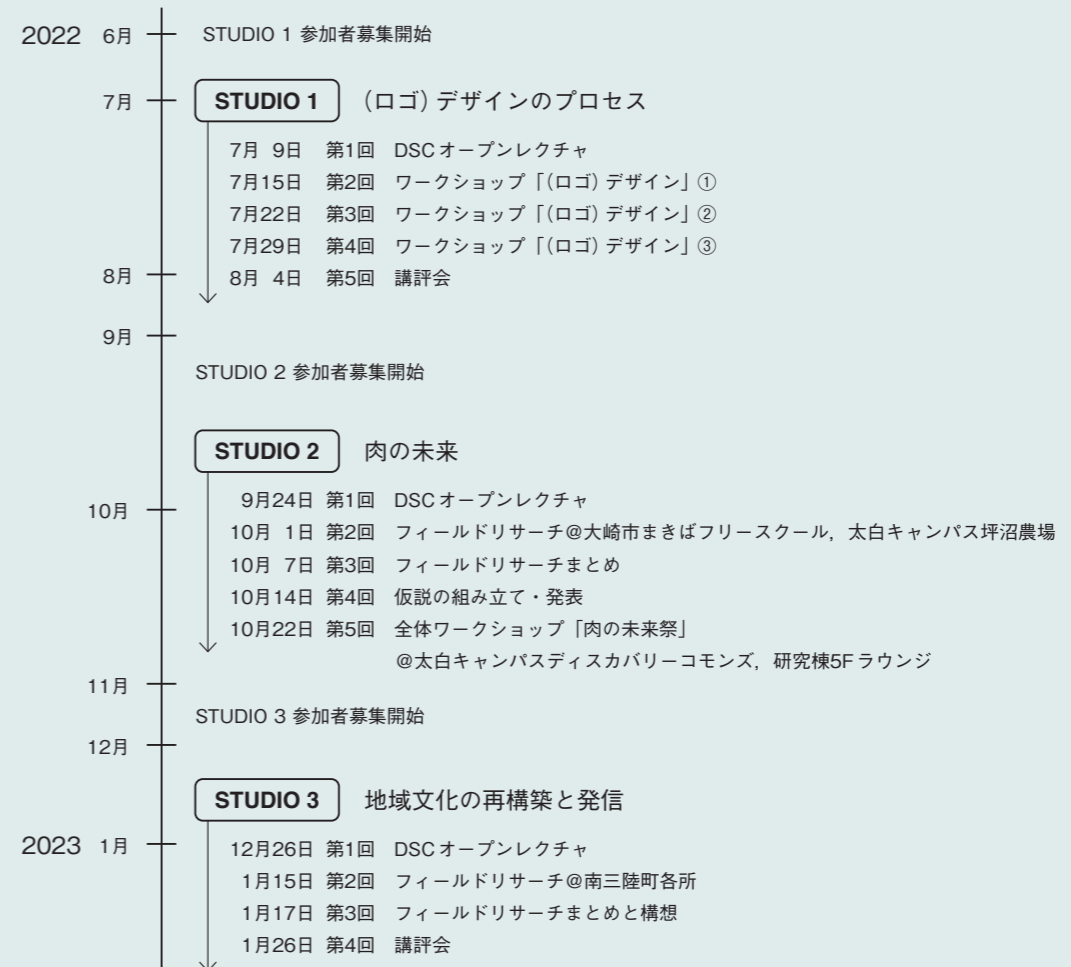 2022 6月 STUDIO 1 参加者募集開始
7月 STUDIO 1 (ロゴ)デザインのプロセス
7月 9日 第1回 DSCオープンレクチャ
7月15日 第2回 ワークショップ「(ロゴ)デザイン」①
7月22日 第3回 ワークショップ「(ロゴ)デザイン」②
7月29日 第4回 ワークショップ「(ロゴ)デザイン」③
8月 8月 4日 第5回 講評会
9月
STUDIO 2 参加者募集開始
STUDIO 2 肉の未来
9月24日 第1回 DSCオープンレクチャ
10月 10月 1日 第2回 フィールドリサーチ@大崎市まきばフリースクール，太白キャンパス坪沼農場
10月 7日 第3回 フィールドリサーチまとめ
10月14日 第4回 仮説の組み立て・発表
10月22日 第5回 全体ワークショップ「肉の未来祭」
@太白キャンパスディスカバリーコモンズ，研究棟5Fラウンジ
11月
STUDIO 3 参加者募集開始
12月
STUDIO 3 地域文化の再構築と発信
2023 1月 12月26日 第1回 DSCオープンレクチャ
1月15日 第2回 フィールドリサーチ@南三陸町各所
1月17日 第3回 フィールドリサーチまとめと構想
1月26日 第4回 講評会